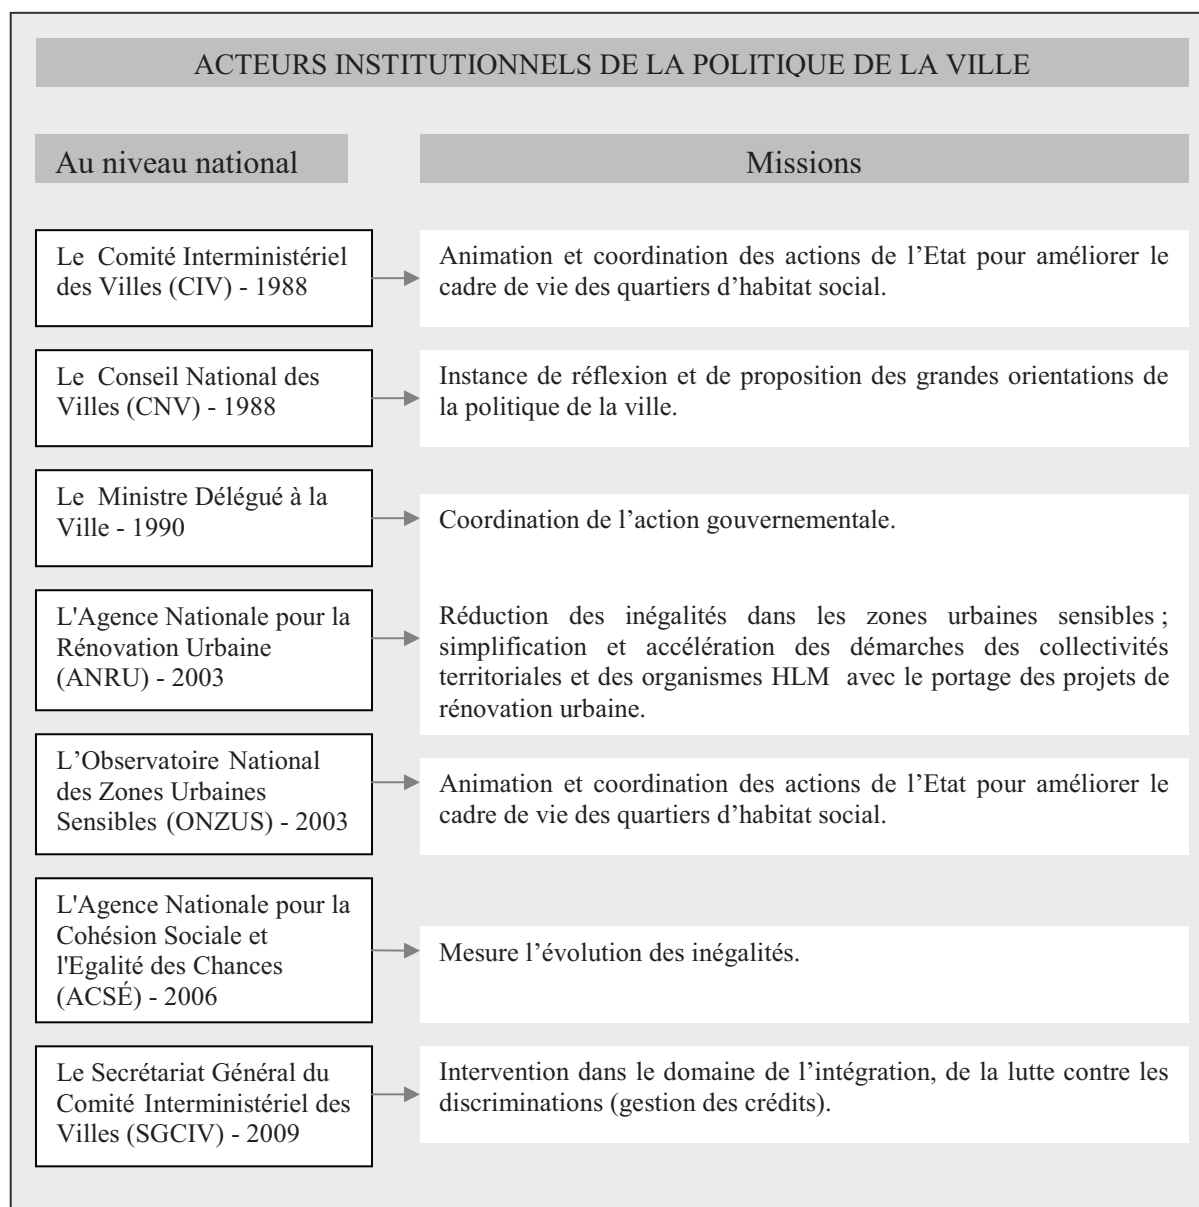 ACTEURS INSTITUTIONNELS DE LA POLITIQUE DE LA VILLE
Au niveau national
Missions
Le Comité Interministériel
des Villes (CIV) - 1988
Animation et coordination des actions de l’Etat pour améliorer le
cadre de vie des quartiers d’habitat social.
Le Conseil National des
Villes (CNV) - 1988
Instance de réflexion et de proposition des grandes orientations de
la politique de la ville.
Le Ministre Délégué à la
Ville - 1990
Coordination de l’action gouvernementale.
L'Agence Nationale pour la
Rénovation Urbaine
(ANRU) - 2003
Réduction des inégalités dans les zones urbaines sensibles ;
simplification et accélération des démarches des collectivités
territoriales et des organismes HLM avec le portage des projets de
rénovation urbaine.
L’Observatoire National
des Zones Urbaines
Sensibles (ONZUS) - 2003
Animation et coordination des actions de l’Etat pour améliorer le
cadre de vie des quartiers d’habitat social.
L'Agence Nationale pour la
Cohésion Sociale et
l'Egalité des Chances
(ACSÉ) - 2006
Mesure l’évolution des inégalités.
Le Secrétariat Général du
Comité Interministériel des
Villes (SGCIV) - 2009
Intervention dans le domaine de l’intégration, de la lutte contre les
discriminations (gestion des crédits).